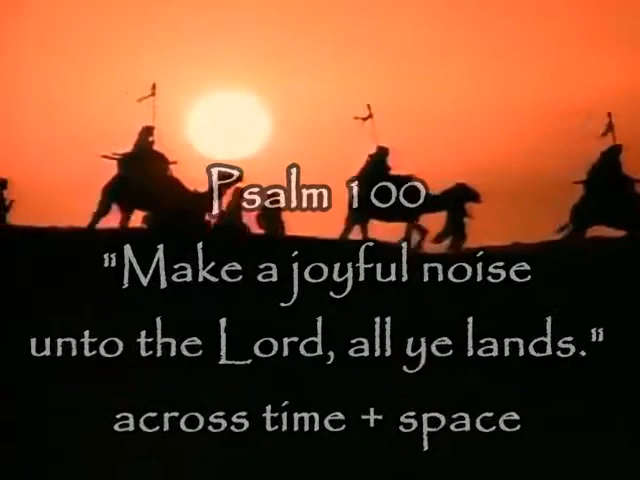 Psalm 100
"Make a joyful noise
unto the Lord, all ye lands."
across time + space